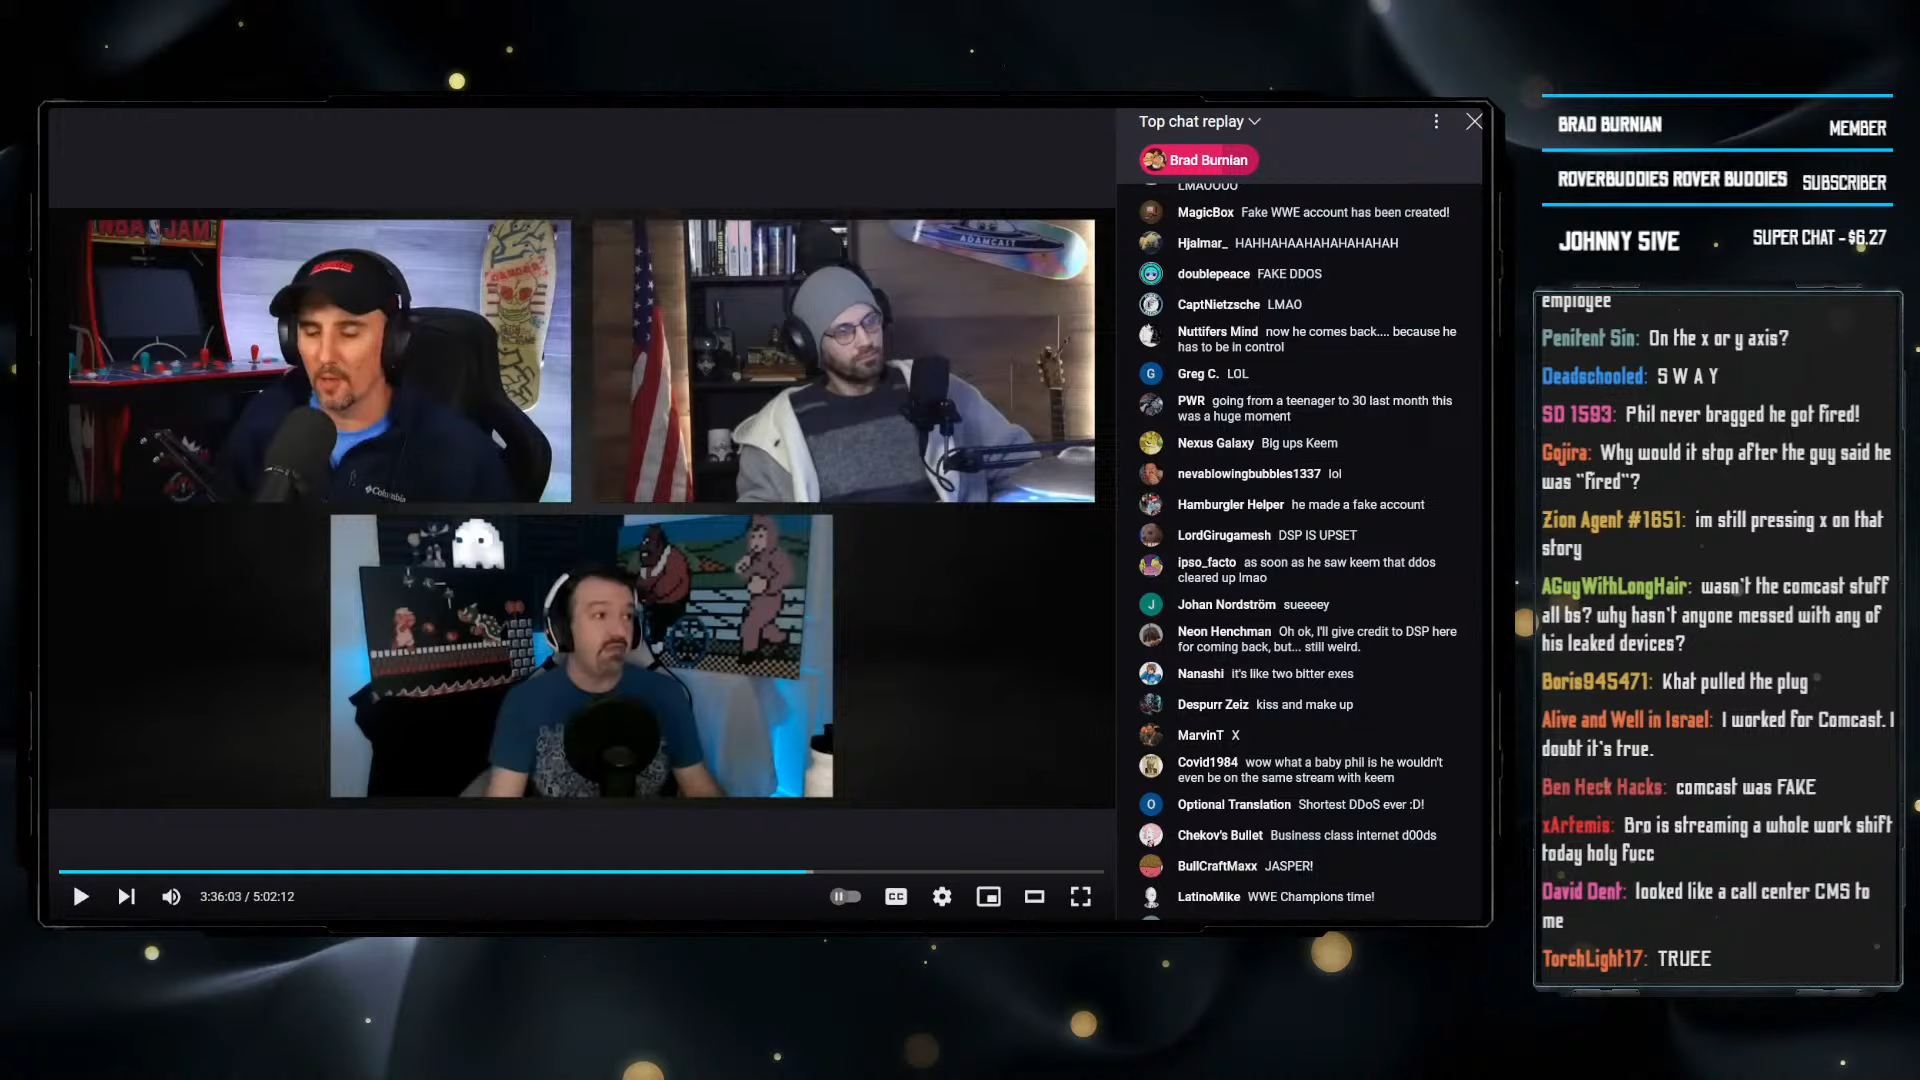 NBA JAM
ADAMCAST
Columbia
3:36:03 / 5:02:12
CC
Top chat replay
Brad Burnian
LMAOOOO
MagicBox Fake WWE account has been created!
Hjalmar_ HAHHAHAAHAHAHAHAHAH
doublepeace FAKE DDOS
CaptNietzsche LMAO
Nuttifers Mind now he comes back.... because he
has to be in control
G Greg C. LOL
PWR going from a teenager to 30 last month this
was a huge moment
Nexus Galaxy Big ups Keem
nevablowingbubbles1337 lol
Hamburgler Helper he made a fake account
LordGirugamesh DSP IS UPSET
ipso_facto as soon as he saw keem that ddos
cleared up lmao
J Johan Nordström sueeeey
Neon Henchman Oh ok, I'll give credit to DSP here
for coming back, but... still weird.
Nanashi it's like two bitter exes
Despurr Zeiz kiss and make up
MarvinT X
Covid1984 wow what a baby phil is he wouldn't
even be on the same stream with keem
O Optional Translation Shortest DDoS ever :D!
Chekov's Bullet Business class internet d00ds
BullCraftMaxx JASPER!
LatinoMike WWE Champions time!
BRAD BURNIAN MEMBER
ROVERBUDDIES ROVER BUDDIES SUBSCRIBER
JOHNNY 5IVE SUPER CHAT - $6.27
employee
Penitent Sin: On the x or y axis?
Deadschooled: S W A Y
SD 1593: Phil never bragged he got fired!
Gojira: Why would it stop after the guy said he
was "fired"?
Zion Agent #1651: im still pressing x on that
story
AGuyWithLongHair: wasn't the comcast stuff
all bs? why hasn't anyone messed with any of
his leaked devices?
Boris945471: Khat pulled the plug
Alive and Well in Israel: I worked for Comcast. I
doubt it's true.
Ben Heck Hacks: comcast was FAKE
xArtemis: Bro is streaming a whole work shift
today holy fucc
David Dent: looked like a call center CMS to
me
TorchLight17: TRUEE